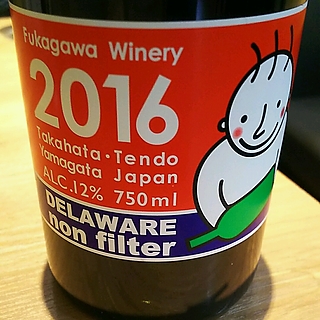 Fukagawa Winery
2016
Takahata・Tendo
Yamagata Japan
ALC.12% 750ml
DELAWARE
non filter